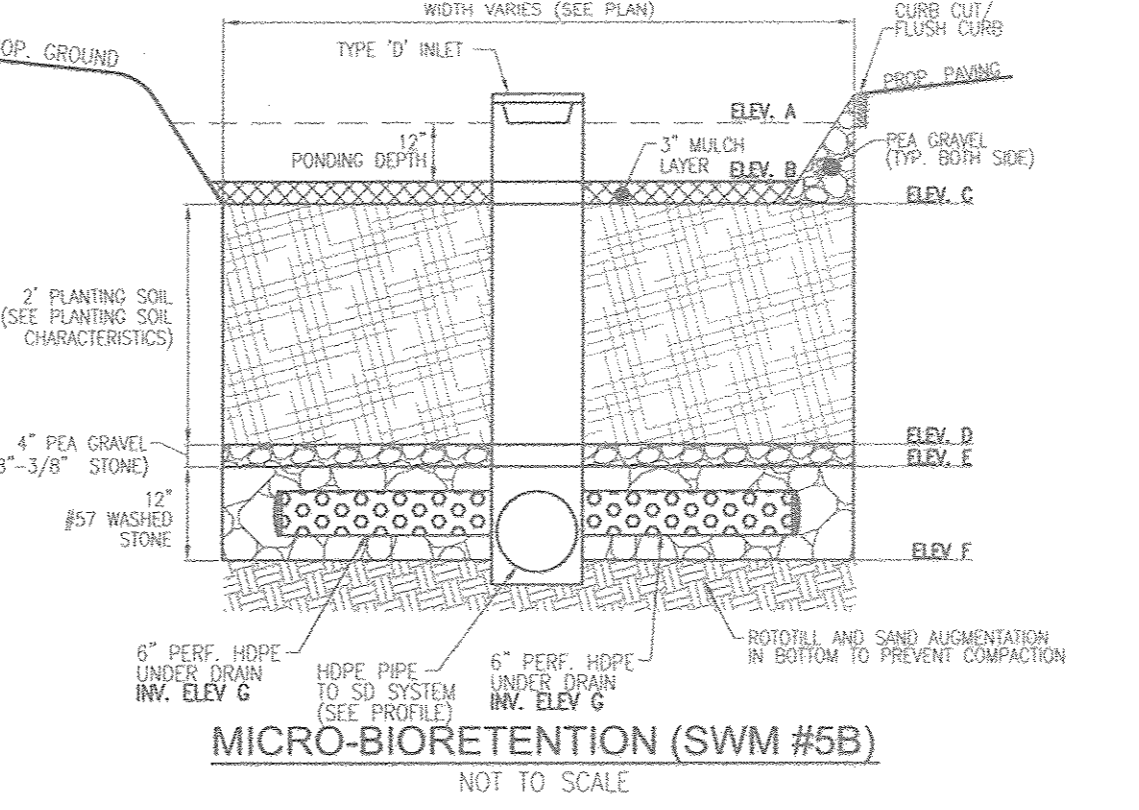 WIDTH VARIES (SEE PLAN)
CURB CUT/
FLUSH CURB
OP. GROUND
TYPE 'D' INLET
PROP. PAVING
ELEV. A
12"
PONDING DEPTH
3" MULCH
LAYER
ELEV. B
PEA GRAVEL
(TYP. BOTH SIDE)
ELEV. C
2' PLANTING SOIL
(SEE PLANTING SOIL
CHARACTERISTICS)
4" PEA GRAVEL
8"-3/8" STONE)
ELEV. D
ELEV. E
12"
#57 WASHED
STONE
ELEV. F
6" PERF. HDPE
UNDER DRAIN
INV. ELEV G
HDPE PIPE
TO SD SYSTEM
(SEE PROFILE)
6" PERF. HDPE
UNDER DRAIN
INV. ELEV G
ROTOTILL AND SAND AUGMENTATION
IN BOTTOM TO PREVENT COMPACTION
MICRO-BIORETENTION (SWM #5B)
NOT TO SCALE